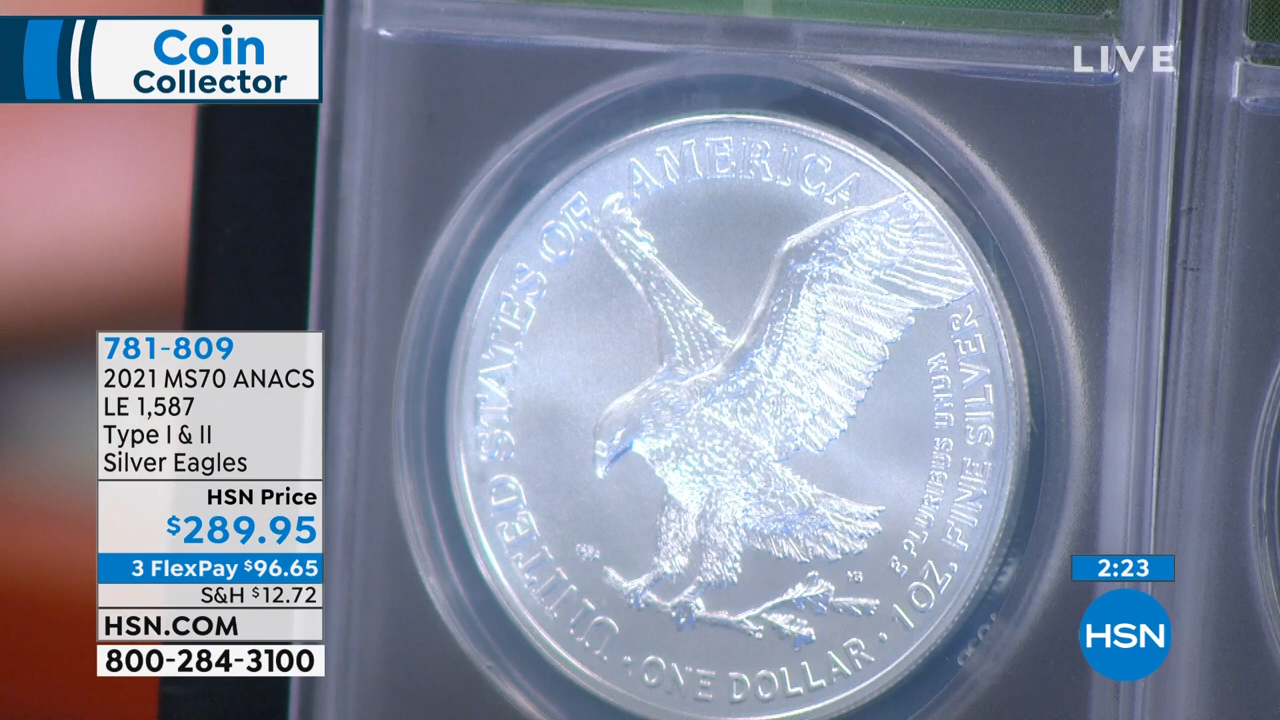 Coin
Collector
LIVE
781-809
2021 MS70 ANACS
LE 1,587
Type I & II
Silver Eagles
HSN Price
$289.95
3 FlexPay $96.65
S&H $12.72
HSN.COM
800-284-3100
UNITED STATES OF AMERICA
E PLURIBUS UNUM
1 OZ. FINE SILVER
• ONE DOLLAR •
2:23
HSN